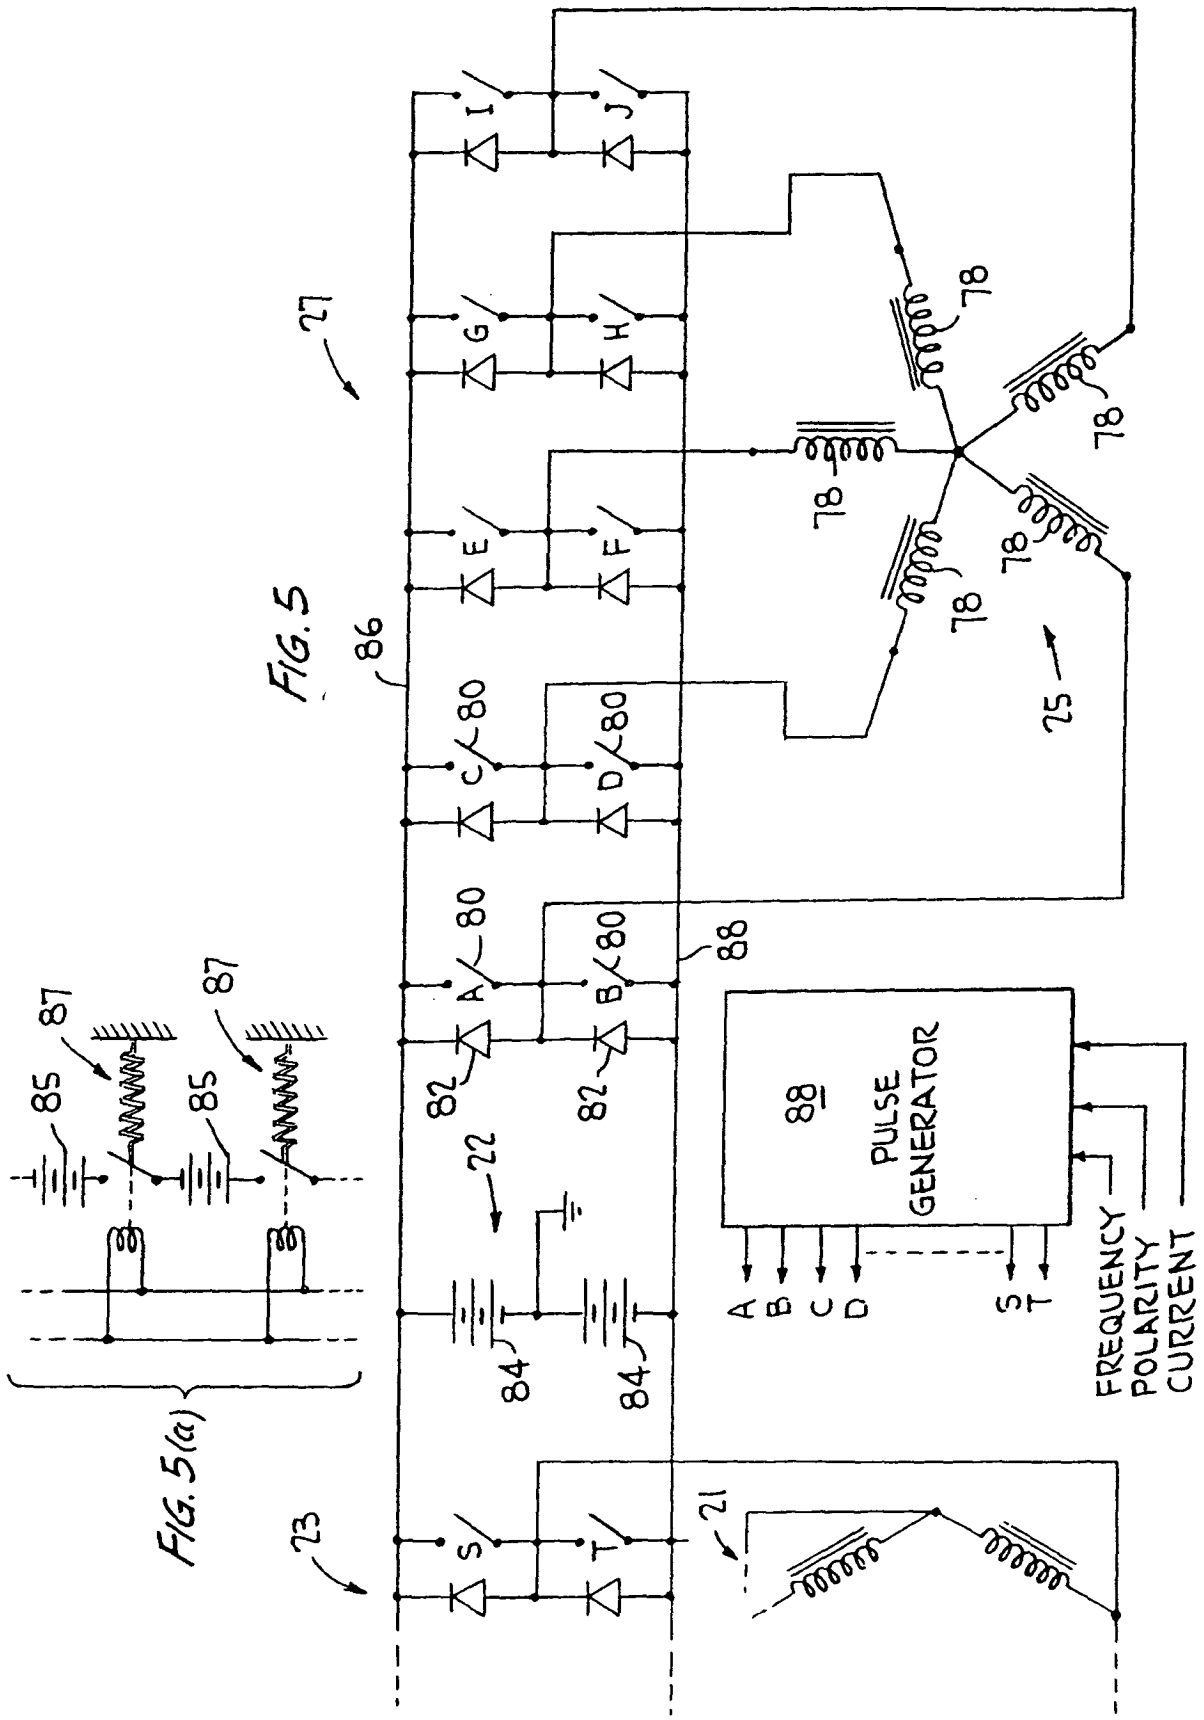 FIG. 5(a)
85
87
85
87
FIG. 5
23
22
86
27
S
T
84
84
82
82
A
B
80
80
C
D
80
80
E
F
G
H
I
J
88
21
88
PULSE
GENERATOR
A
B
C
D
S
T
FREQUENCY
POLARITY
CURRENT
25
78
78
78
78
78